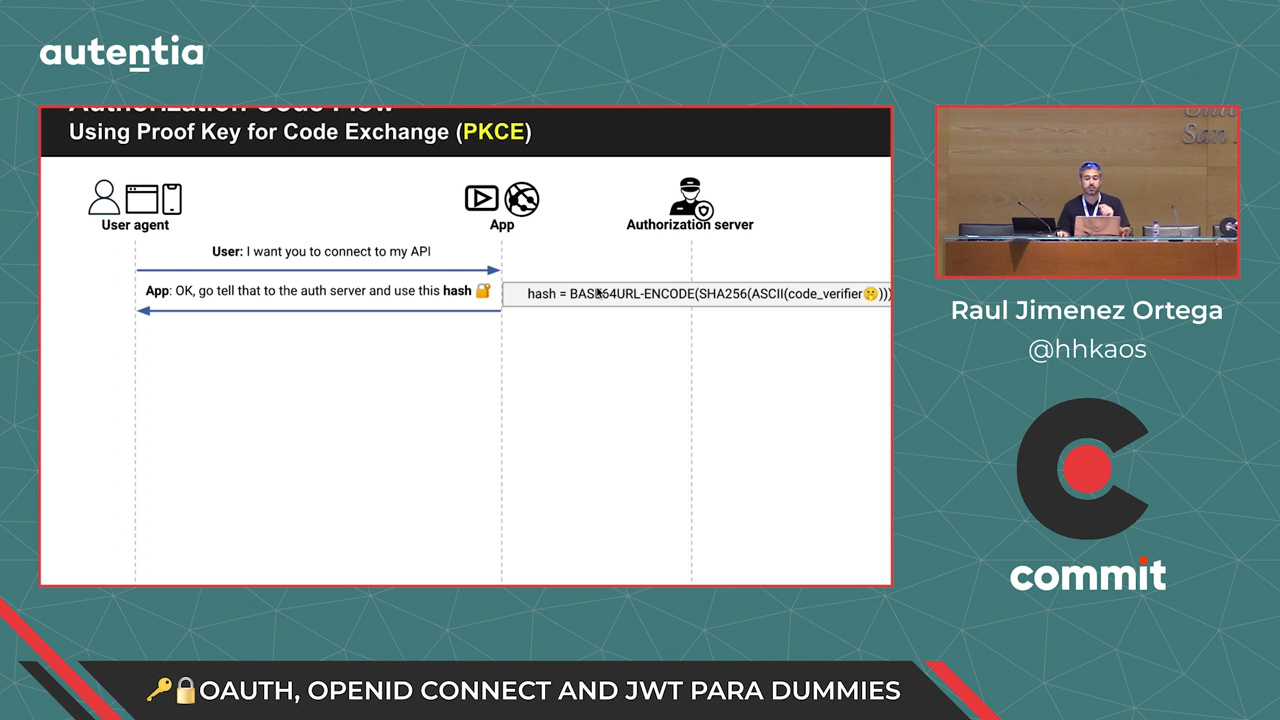 autentia
Using Proof Key for Code Exchange (PKCE)
User agent
App
Authorization server
User: I want you to connect to my API
App: OK, go tell that to the auth server and use this hash 🔐
hash = BASE64URL-ENCODE(SHA256(ASCII(code_verifier🤫)))
San
Raul Jimenez Ortega
@hhkaos
commit
🔑🔒OAUTH, OPENID CONNECT AND JWT PARA DUMMIES